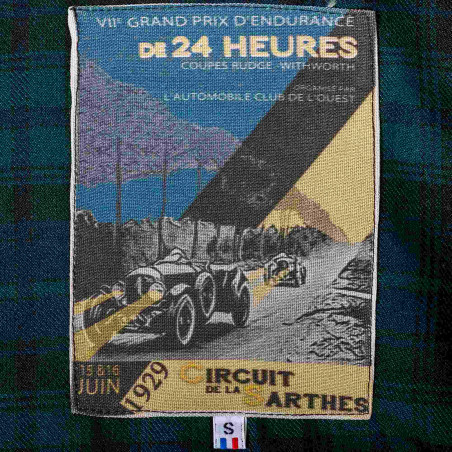 VIIE GRAND PRIX D'ENDURANCE
DE 24 HEURES
COUPES RUDGE-WITHWORTH
ORGANISÉ PAR
L'AUTOMOBILE CLUB DE L'OUEST
15 & 16
JUIN
1929
CIRCUIT
DE LA SARTHES
S